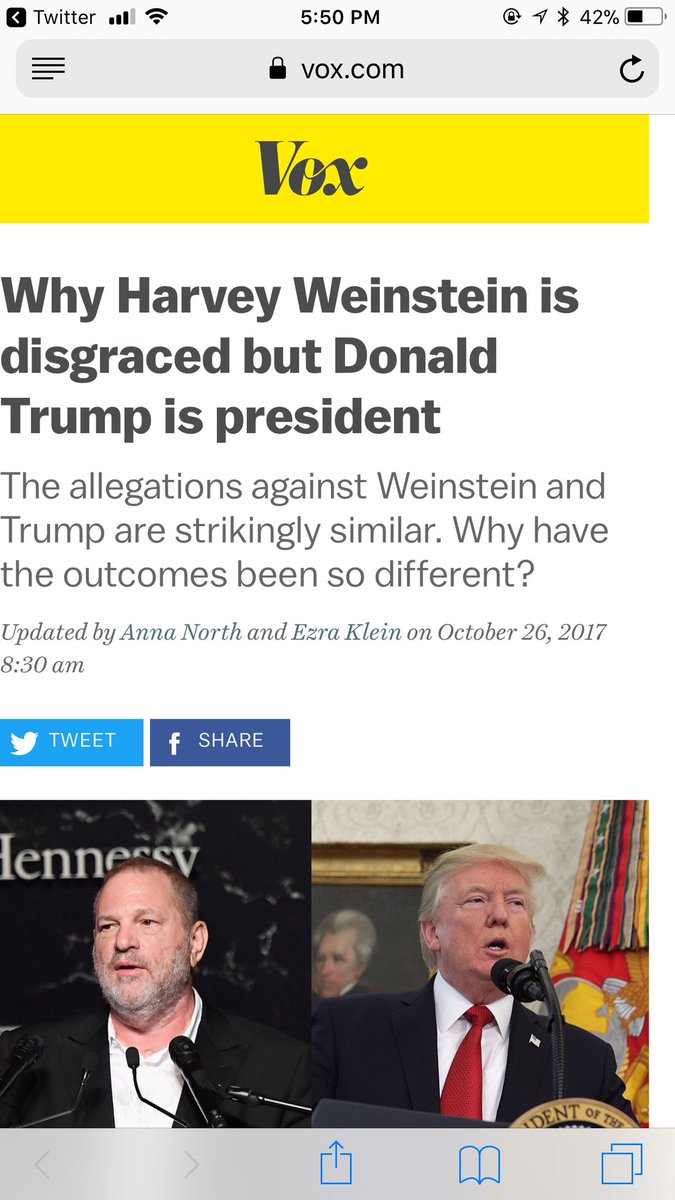 Twitter 5:50 PM 42%
vox.com
Vox
Why Harvey Weinstein is
disgraced but Donald
Trump is president
The allegations against Weinstein and
Trump are strikingly similar. Why have
the outcomes been so different?
Updated by Anna North and Ezra Klein on October 26, 2017
8:30 am
TWEET f SHARE
Hennessy
DENT OF THE